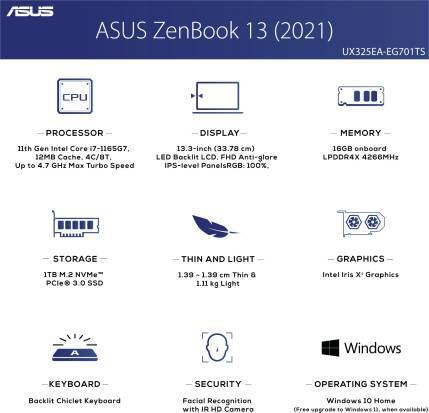 ASUS
ASUS ZenBook 13 (2021)
UX325EA-EG701TS
CPU
PROCESSOR
11th Gen Intel Core i7-1165G7,
12MB Cache, 4C/8T,
Up to 4.7 GHz Max Turbo Speed
DISPLAY
13.3-inch (33.78 cm)
LED Backlit LCD, FHD Anti-glare
IPS-level PanelsRGB: 100%,
MEMORY
16GB onboard
LPDDR4X 4266MHz
STORAGE
1TB M.2 NVMe™
PCIe® 3.0 SSD
THIN AND LIGHT
1.39 ~ 1.39 cm Thin &
1.11 kg Light
GRAPHICS
Intel Iris Xᵉ Graphics
A
KEYBOARD
Backlit Chiclet Keyboard
SECURITY
Facial Recognition
with IR HD Camera
Windows
OPERATING SYSTEM
Windows 10 Home
(Free upgrade to Windows 11, when available)